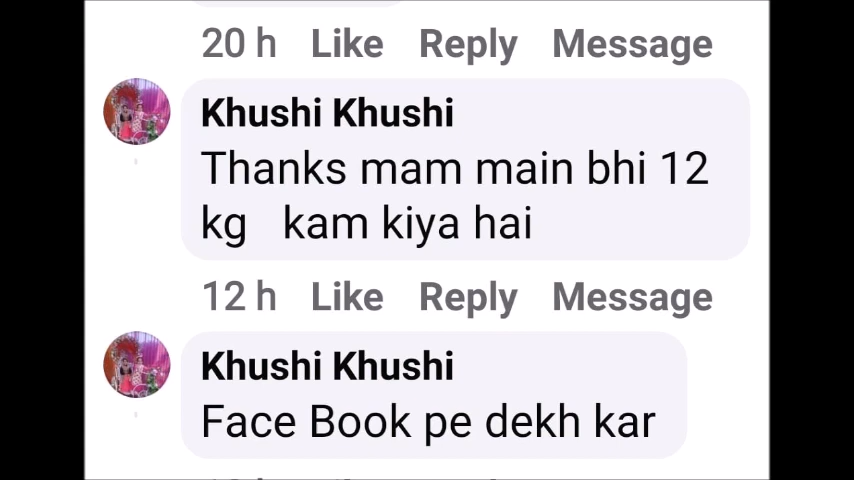 20 h Like Reply Message
Khushi Khushi
Thanks mam main bhi 12
kg kam kiya hai
12 h Like Reply Message
Khushi Khushi
Face Book pe dekh kar